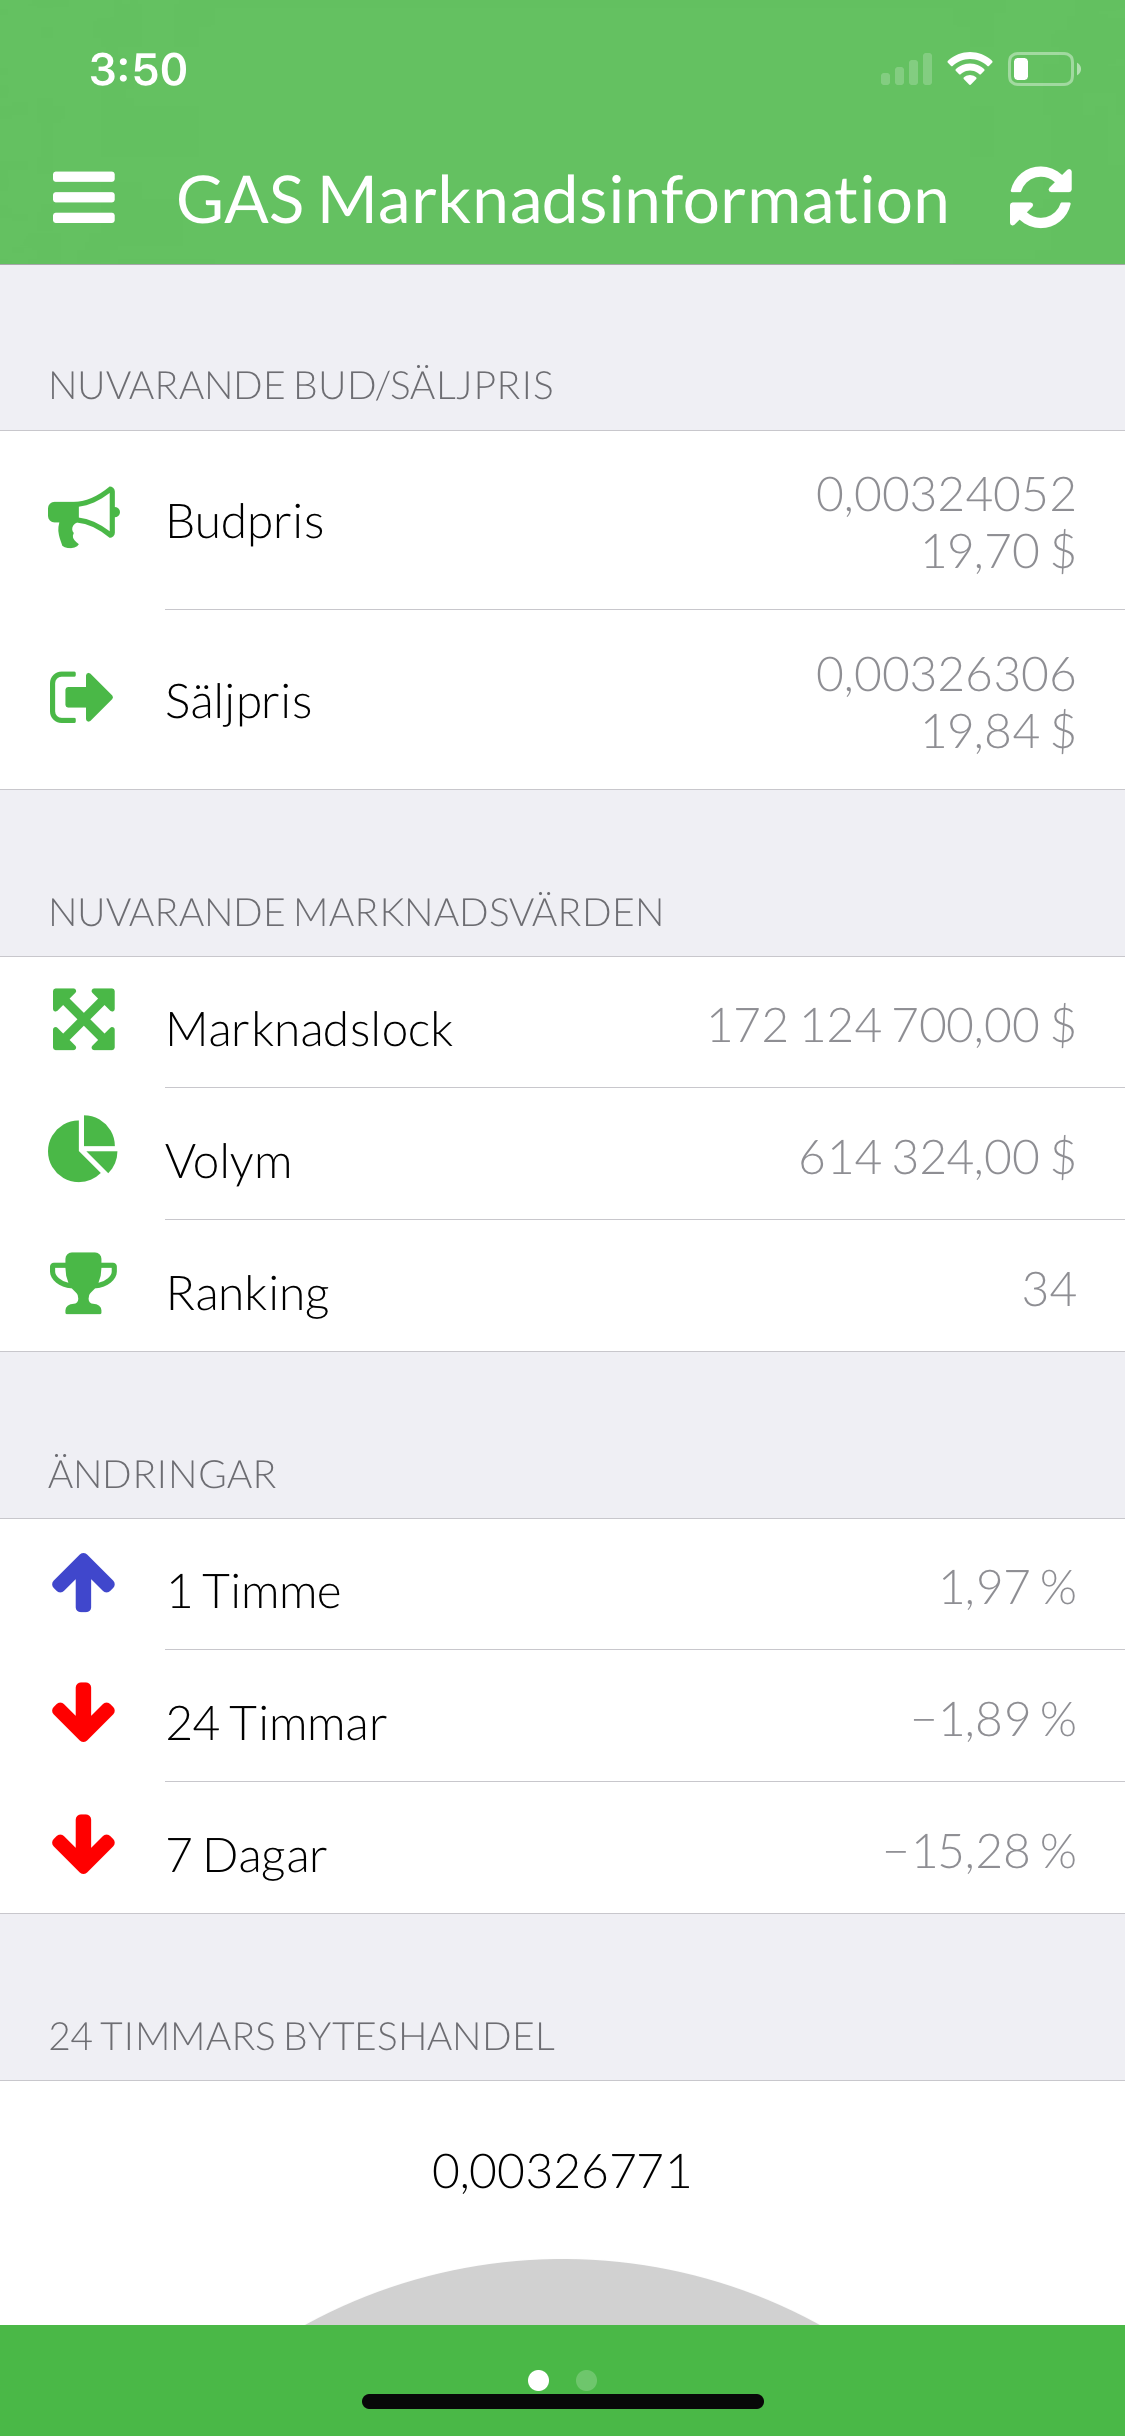 3:50
GAS Marknadsinformation
NUVARANDE BUD/SÄLJPRIS
Budpris
0,00324052
19,70 $
Säljpris
0,00326306
19,84 $
NUVARANDE MARKNADSVÄRDEN
Marknadslock 172 124 700,00 $
Volym 614 324,00 $
Ranking 34
ÄNDRINGAR
1 Timme 1,97 %
24 Timmar −1,89 %
7 Dagar −15,28 %
24 TIMMARS BYTESHANDEL
0,00326771